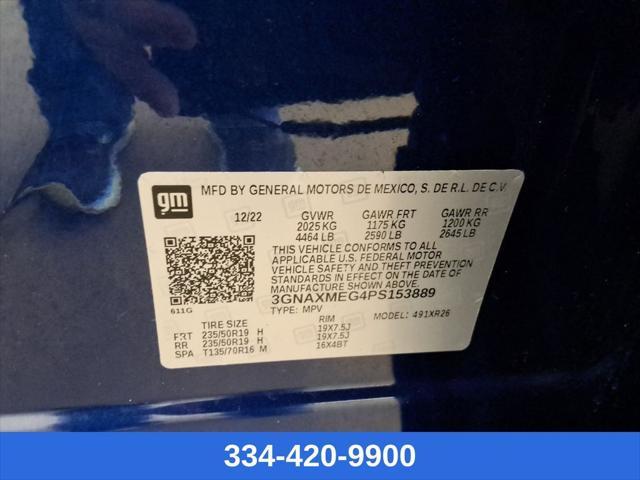 gm
MFD BY GENERAL MOTORS DE MEXICO, S. DE R.L. DE C.V.
12/22 GVWR GAWR FRT GAWR RR
2025 KG 1175 KG 1200 KG
4464 LB 2590 LB 2645 LB
THIS VEHICLE CONFORMS TO ALL
APPLICABLE U.S. FEDERAL MOTOR
VEHICLE SAFETY AND THEFT PREVENTION
STANDARDS IN EFFECT ON THE DATE OF
MANUFACTURE SHOWN ABOVE.
3GNAXMEG4PS153889
611G TYPE: MPV MODEL: 491XR26
TIRE SIZE RIM
FRT 235/50R19 H 19X7.5J
RR 235/50R19 H 19X7.5J
SPA T135/70R16 M 16X4BT
334-420-9900